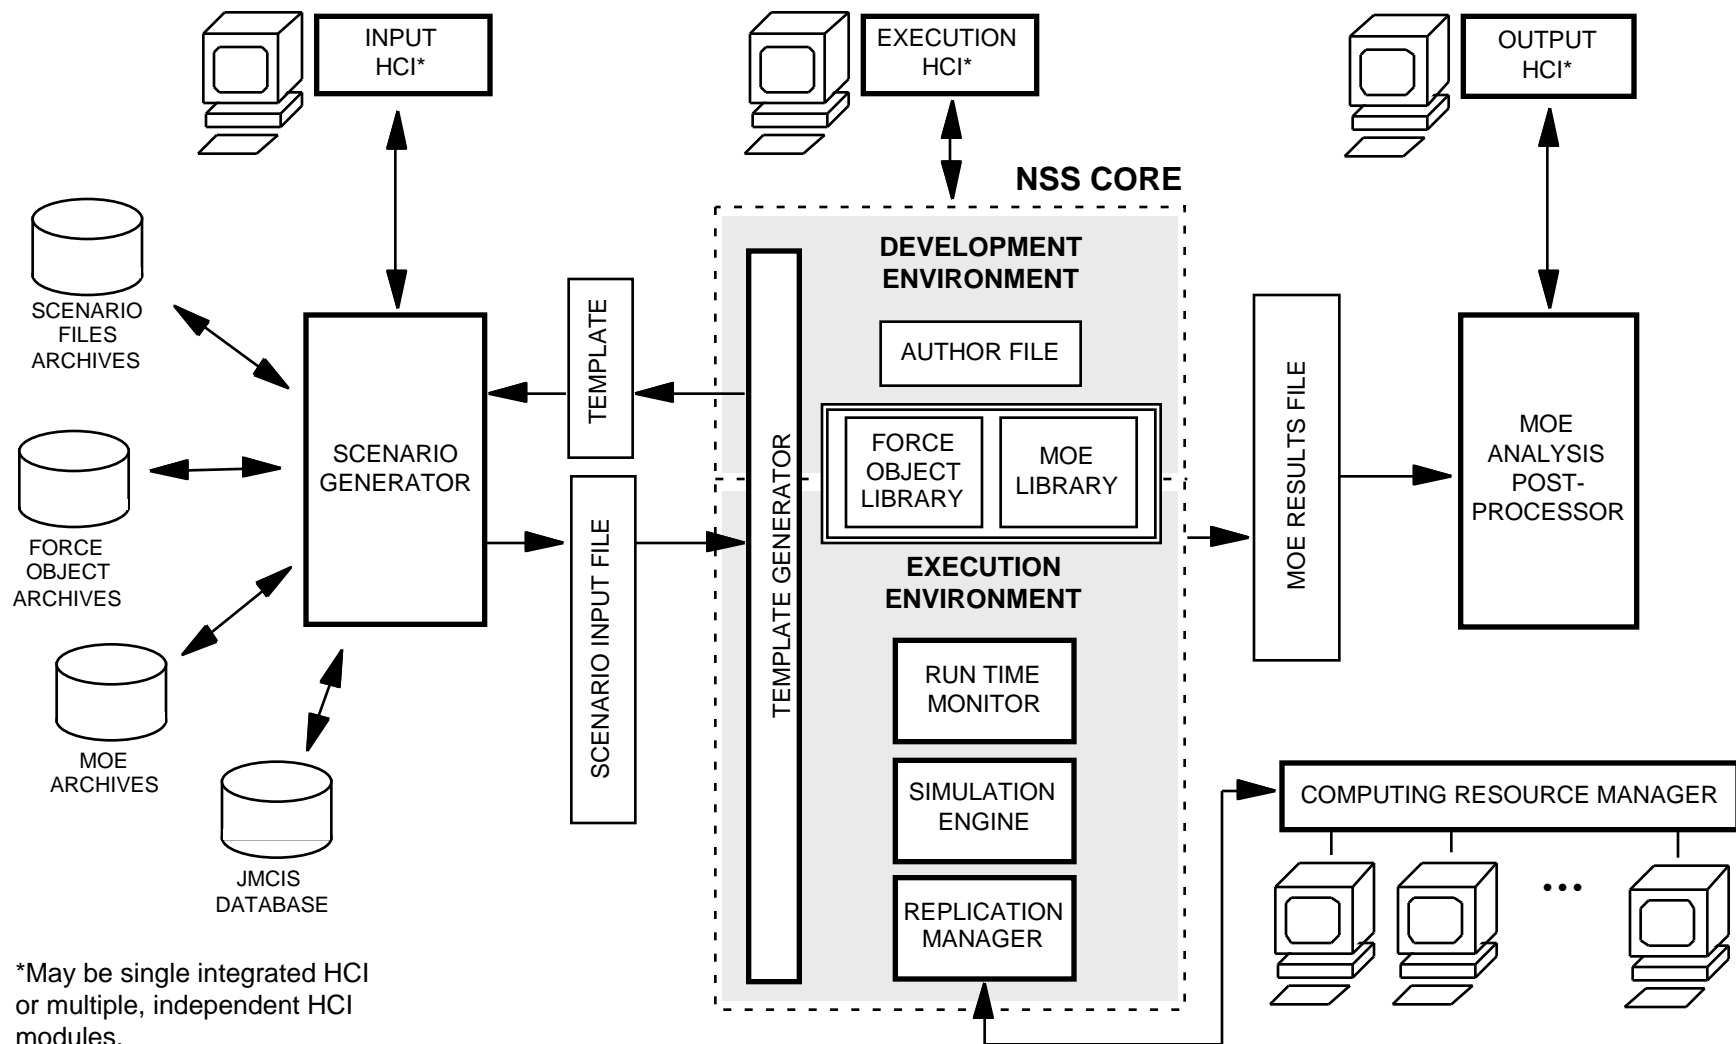 INPUT
HCI*
EXECUTION
HCI*
OUTPUT
HCI*
NSS CORE
DEVELOPMENT
ENVIRONMENT
SCENARIO
FILES
ARCHIVES
TEMPLATE
AUTHOR FILE
FORCE
OBJECT
LIBRARY
MOE
LIBRARY
SCENARIO
GENERATOR
TEMPLATE GENERATOR
MOE RESULTS FILE
MOE
ANALYSIS
POST-
PROCESSOR
FORCE
OBJECT
ARCHIVES
SCENARIO INPUT FILE
EXECUTION
ENVIRONMENT
RUN TIME
MONITOR
MOE
ARCHIVES
SIMULATION
ENGINE
COMPUTING RESOURCE MANAGER
JMCIS
DATABASE
REPLICATION
MANAGER
...
*May be single integrated HCI
or multiple, independent HCI
modules.